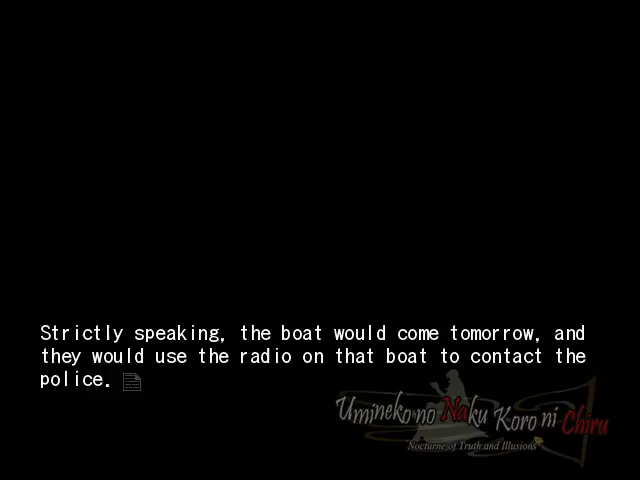 Strictly speaking, the boat would come tomorrow, and
they would use the radio on that boat to contact the
police.
Umineko no Naku Koro ni Chiru
Nocturne of Truth and Illusions